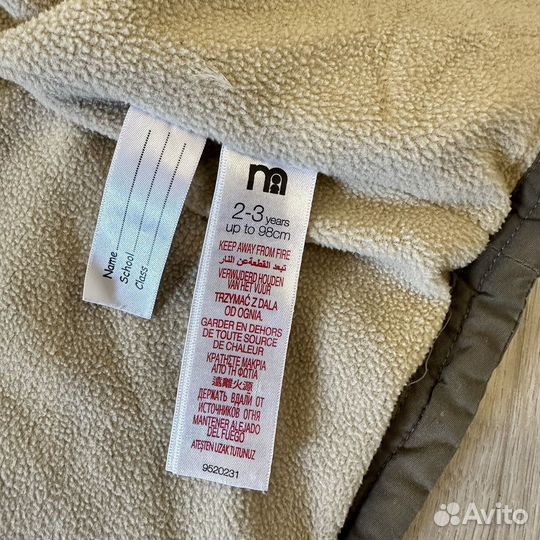 Name
School
Class
m
2-3 years
up to 98cm
KEEP AWAY FROM FIRE
تبعد القطعة عن النار
VERWIJDERD HOUDEN
VAN HET VUUR
TRZYMAĆ Z DALA
OD OGNIA.
GARDER EN DEHORS
DE TOUTE SOURCE
DE CHALEUR
ΚΡΑΤΗΣΤΕ ΜΑΚΡΙΑ
ΑΠΟ ΤΗ ΦΩΤΙΑ
遠離火源
ДЕРЖАТЬ ВДАЛИ ОТ
ИСТОЧНИКОВ ОГНЯ
MANTENER ALEJADO
DEL FUEGO
ATEŞTEN UZAK TUTUNUZ
9520231
Avito